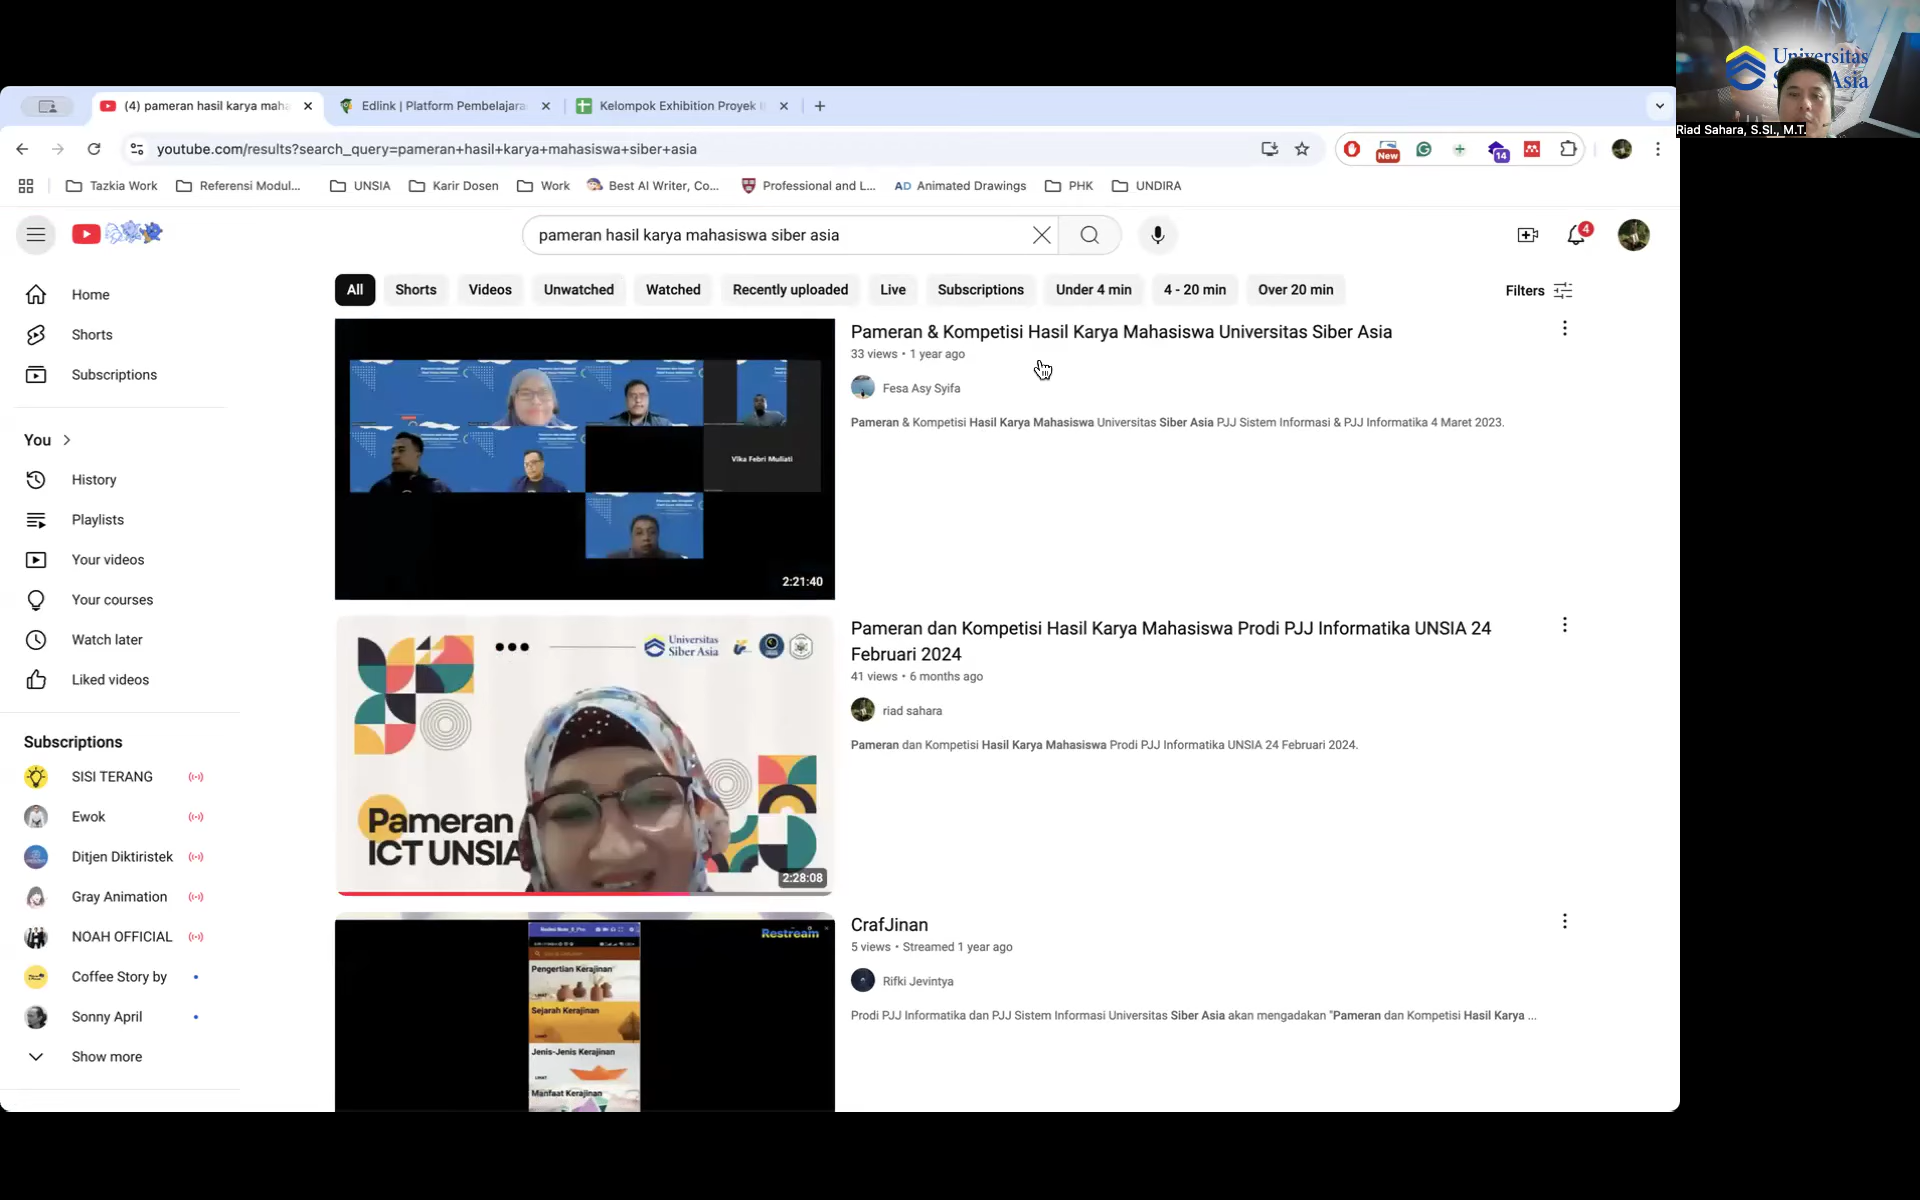 Universitas
Siber Asia
Riad Sahara, S.SI., M.T.
(4) pameran hasil karya maha
Edlink | Platform Pembelajara
Kelompok Exhibition Proyek I
youtube.com/results?search_query=pameran+hasil+karya+mahasiswa+siber+asia
New
14
Tazkia Work
Referensi Modul...
UNSIA
Karir Dosen
Work
Best AI Writer, Co...
Professional and L...
AD Animated Drawings
PHK
UNDIRA
pameran hasil karya mahasiswa siber asia
4
All
Shorts
Videos
Unwatched
Watched
Recently uploaded
Live
Subscriptions
Under 4 min
4 - 20 min
Over 20 min
Filters
Home
Shorts
Subscriptions
You
History
Playlists
Your videos
Your courses
Watch later
Liked videos
Subscriptions
SISI TERANG
Ewok
Ditjen Diktiristek
Gray Animation
NOAH OFFICIAL
Coffee Story by
Sonny April
Show more
Vika Febri Muliati
2:21:40
Pameran & Kompetisi Hasil Karya Mahasiswa Universitas Siber Asia
33 views • 1 year ago
Fesa Asy Syifa
Pameran & Kompetisi Hasil Karya Mahasiswa Universitas Siber Asia PJJ Sistem Informasi & PJJ Informatika 4 Maret 2023.
Universitas
Siber Asia
Pameran
ICT UNSIA
2:28:08
Pameran dan Kompetisi Hasil Karya Mahasiswa Prodi PJJ Informatika UNSIA 24
Februari 2024
41 views • 6 months ago
riad sahara
Pameran dan Kompetisi Hasil Karya Mahasiswa Prodi PJJ Informatika UNSIA 24 Februari 2024.
Restream
Pengertian Kerajinan
LIHAT
Sejarah Kerajinan
LIHAT
Jenis-Jenis Kerajinan
LIHAT
Manfaat Kerajinan
CrafJinan
5 views • Streamed 1 year ago
Rifki Jevintya
Prodi PJJ Informatika dan PJJ Sistem Informasi Universitas Siber Asia akan mengadakan "Pameran dan Kompetisi Hasil Karya ...